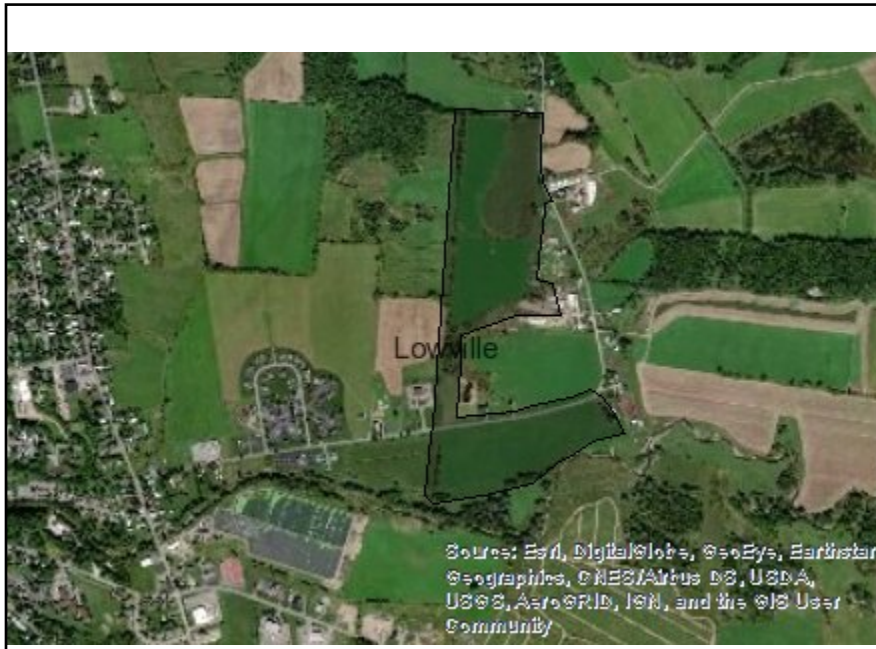 Lowville
Source: Esri, DigitalGlobe, GeoEye, Earthstar
Geographics, CNES/Airbus DS, USDA,
USGS, AeroGRID, IGN, and the GIS User
Community